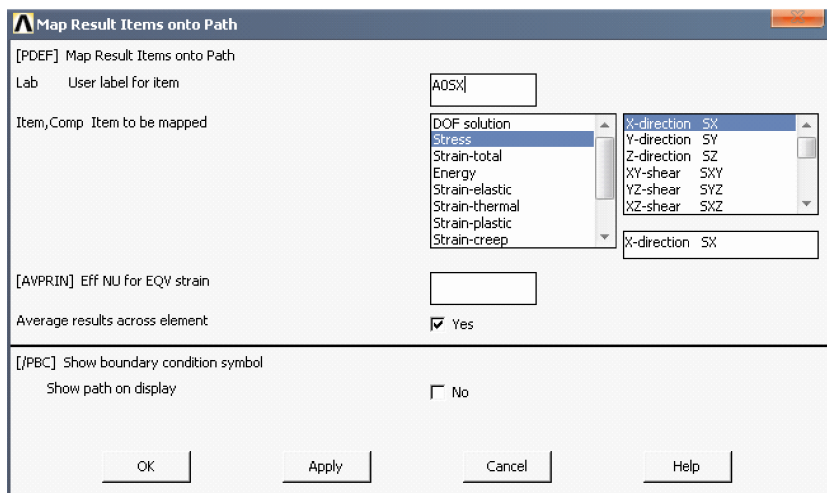 Map Result Items onto Path
[PDEF] Map Result Items onto Path
Lab User label for item
A0SX
Item,Comp Item to be mapped
DOF solution
Stress
Strain-total
Energy
Strain-elastic
Strain-thermal
Strain-plastic
Strain-creep
X-direction SX
Y-direction SY
Z-direction SZ
XY-shear SXY
YZ-shear SYZ
XZ-shear SXZ
X-direction SX
[AVPRIN] Eff NU for EQV strain
Average results across element
Yes
[/PBC] Show boundary condition symbol
Show path on display
No
OK Apply Cancel Help